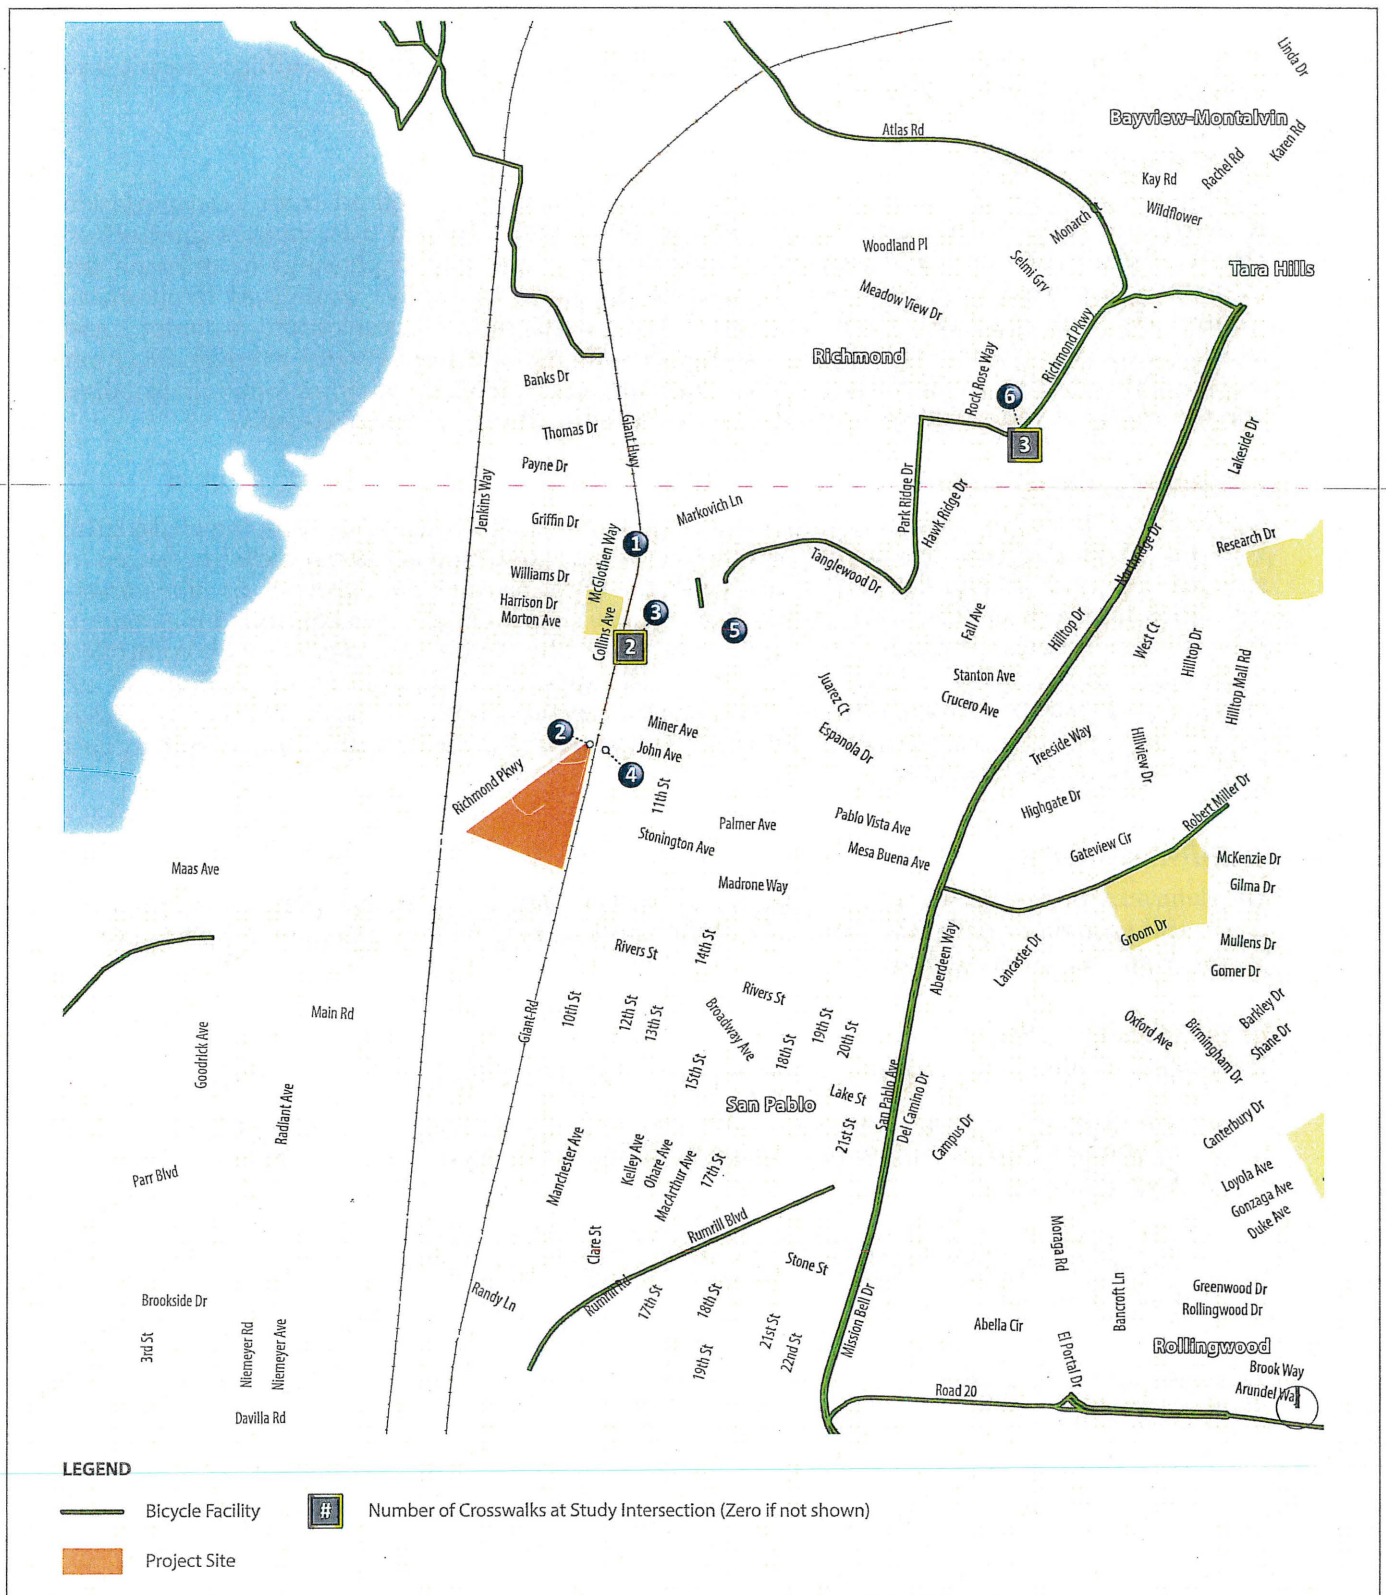 Linda Dr
Bayview-Montalvin
Atlas Rd
Karen Rd
Rachel Rd
Kay Rd
Wildflower
Monarch
Woodland Pl
Selmi Grv
Tara Hills
Meadow View Dr
Richmond
Richmond Pkwy
Rock Rose Way
Banks Dr
6
Thomas Dr
Giant Hwy
3
Lakeside Dr
Payne Dr
Jenkins Way
Park Ridge Dr
Hawk Ridge Dr
Markovich Ln
Griffin Dr
McGlothen Way
1
Research Dr
Northridge Dr
Williams Dr
Tanglewood Dr
Harrison Dr
Morton Ave
3
Collins Ave
5
Fall Ave
Hilltop Dr
West Ct
Hilltop Dr
2
Stanton Ave
Hilltop Mall Rd
Juarez Ct
Crucero Ave
Miner Ave
2
John Ave
Espanola Dr
Treeside Way
Hillview Dr
4
Richmond Pkwy
11th St
Highgate Dr
Robert Miller Dr
Palmer Ave
Pablo Vista Ave
Stonington Ave
Gateview Cir
Mesa Buena Ave
McKenzie Dr
Maas Ave
Madrone Way
Gilma Dr
Groom Dr
Rivers St
14th St
Aberdeen Way
Lancaster Dr
Mullens Dr
Gomer Dr
Rivers St
Main Rd
Giant Rd
10th St
12th St
13th St
Broadway Ave
18th St
19th St
20th St
Oxford Ave
Birmingham Dr
Barkley Dr
Shane Dr
Goodrick Ave
15th St
Radiant Ave
San Pablo
Lake St
San Pablo Ave
Del Camino Dr
21st St
Campus Dr
Canterbury Dr
Manchester Ave
Kelley Ave
Ohare Ave
MacArthur Ave
17th St
Parr Blvd
Loyola Ave
Gonzaga Ave
Duke Ave
Rumrill Blvd
Clare St
Moraga Rd
Stone St
Randy Ln
Rumrill Rd
17th St
18th St
Bancroft Ln
Greenwood Dr
Brookside Dr
Rollingwood Dr
Mission Bell Dr
Abella Cir
3rd St
Niemeyer Rd
Niemeyer Ave
19th St
21st St
22nd St
El Portal Dr
Rollingwood
Brook Way
Road 20
Arundel Way
Davilla Rd
LEGEND
Bicycle Facility
#
Number of Crosswalks at Study Intersection (Zero if not shown)
Project Site